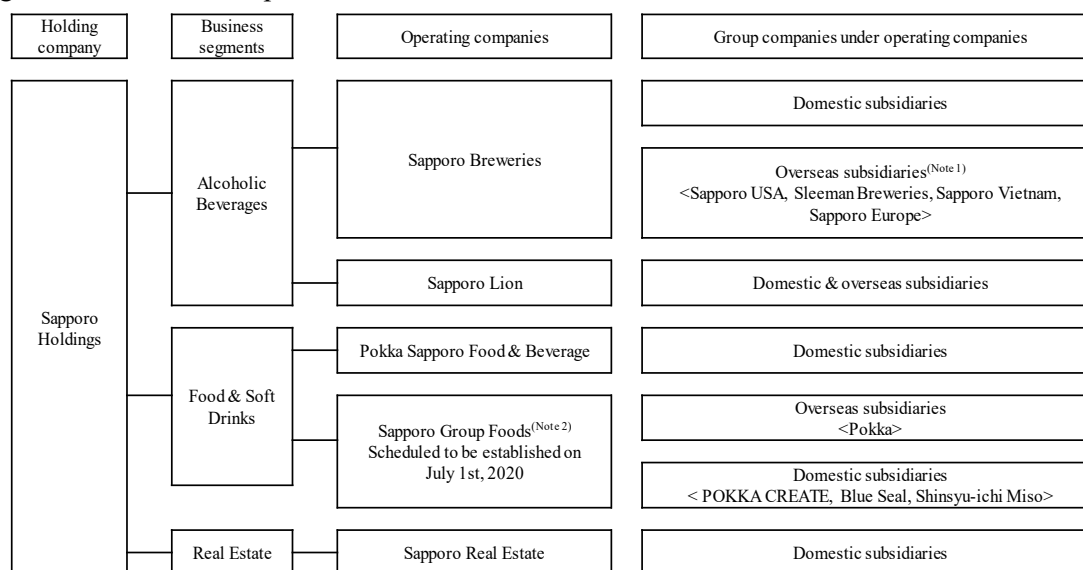 Holding
company
Business
segments
Operating companies
Group companies under operating companies
Sapporo
Holdings
Alcoholic
Beverages
Sapporo Breweries
Domestic subsidiaries
Overseas subsidiaries(Note 1)
<Sapporo USA, Sleeman Breweries, Sapporo Vietnam,
Sapporo Europe>
Sapporo Lion
Domestic & overseas subsidiaries
Food & Soft
Drinks
Pokka Sapporo Food & Beverage
Domestic subsidiaries
Sapporo Group Foods(Note 2)
Scheduled to be established on
July 1st, 2020
Overseas subsidiaries
<Pokka>
Domestic subsidiaries
< POKKA CREATE, Blue Seal, Shinsyu-ichi Miso>
Real Estate
Sapporo Real Estate
Domestic subsidiaries